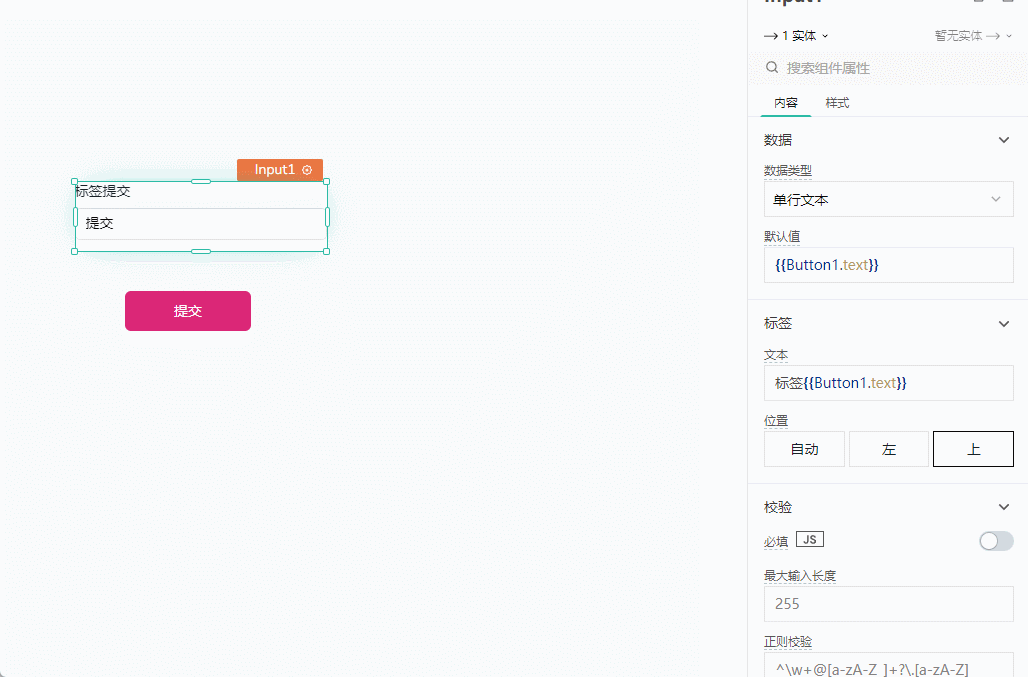 Input1
标签提交
提交
提交
Input1
1 实体
暂无实体
搜索组件属性
内容 样式
数据
数据类型
单行文本
默认值
{{Button1.text}}
标签
文本
标签{{Button1.text}}
位置
自动 左 上
校验
必填 JS
最大输入长度
255
正则校验
^\w+@[a-zA-Z_]+?\.[a-zA-Z]